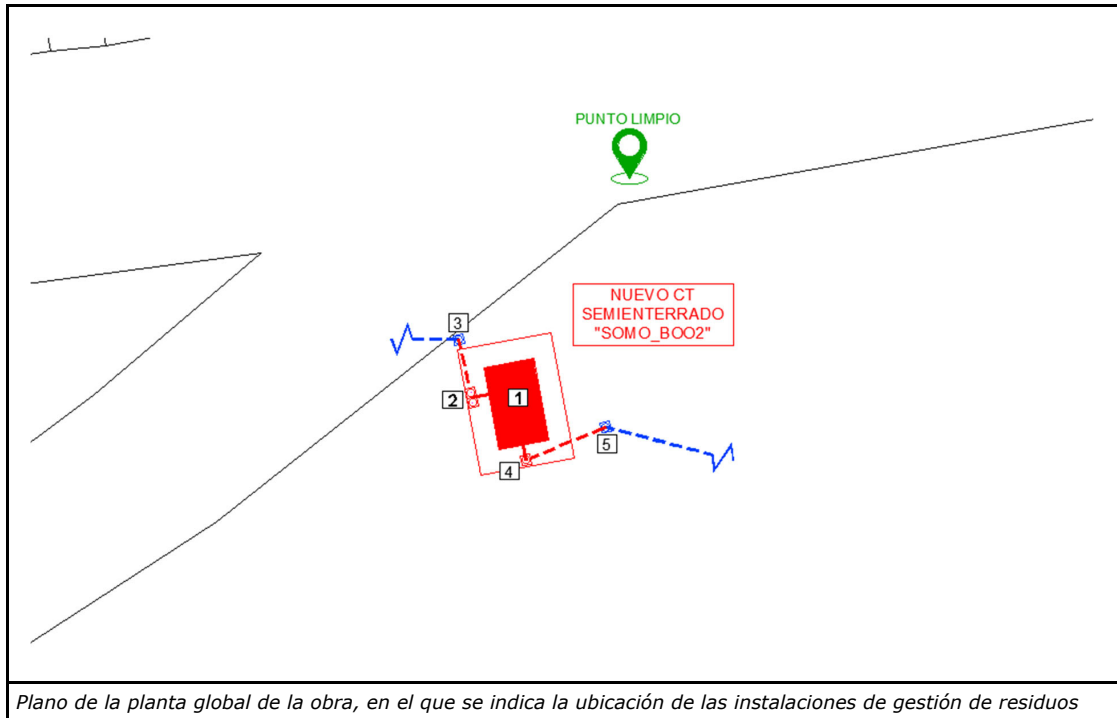 PUNTO LIMPIO
NUEVO CT
SEMIENTERRADO
"SOMO_BOO2"
3
2
1
5
4
Plano de la planta global de la obra, en el que se indica la ubicación de las instalaciones de gestión de residuos